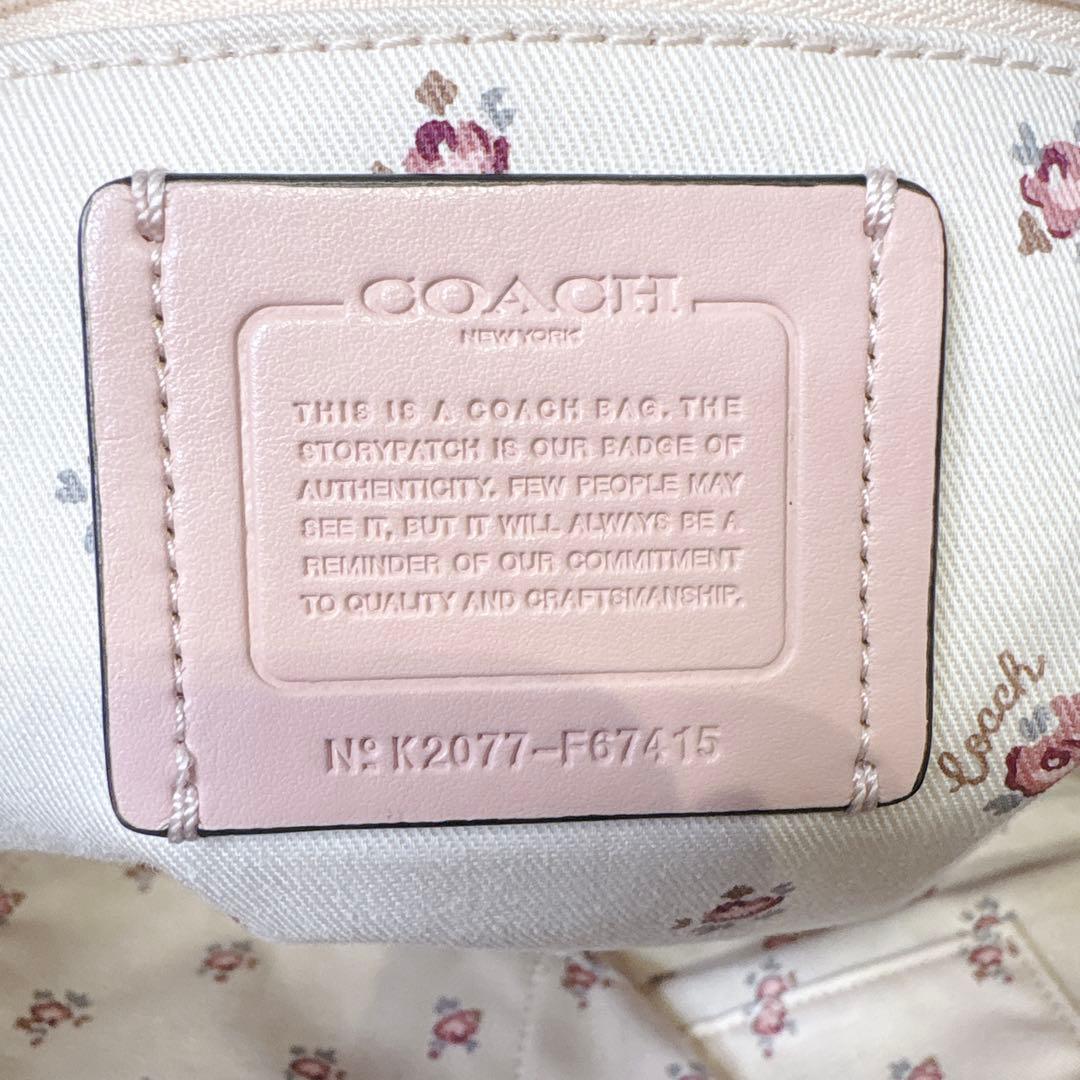 COACH
NEW YORK
THIS IS A COACH BAG. THE
STORYPATCH IS OUR BADGE OF
AUTHENTICITY. FEW PEOPLE MAY
SEE IT, BUT IT WILL ALWAYS BE A
REMINDER OF OUR COMMITMENT
TO QUALITY AND CRAFTSMANSHIP.
Nº K2077-F67415
Coach